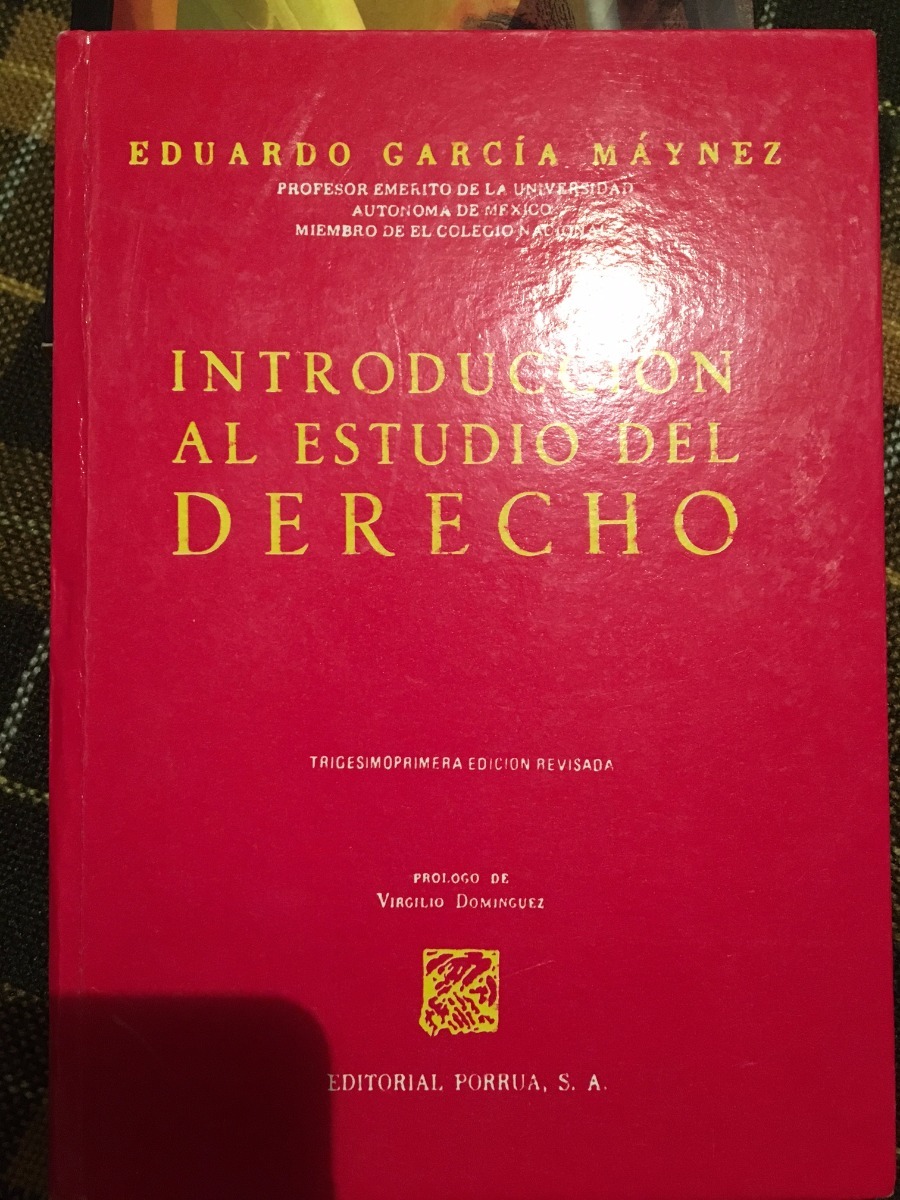 EDUARDO GARCÍA MÁYNEZ
PROFESOR EMERITO DE LA UNIVERSIDAD
AUTONOMA DE MEXICO
MIEMBRO DE EL COLEGIO NACIONAL
INTRODUCCION
AL ESTUDIO DEL
DERECHO
TRIGESIMOPRIMERA EDICION REVISADA
PROLOGO DE
VIRGILIO DOMINGUEZ
EDITORIAL PORRUA, S. A.